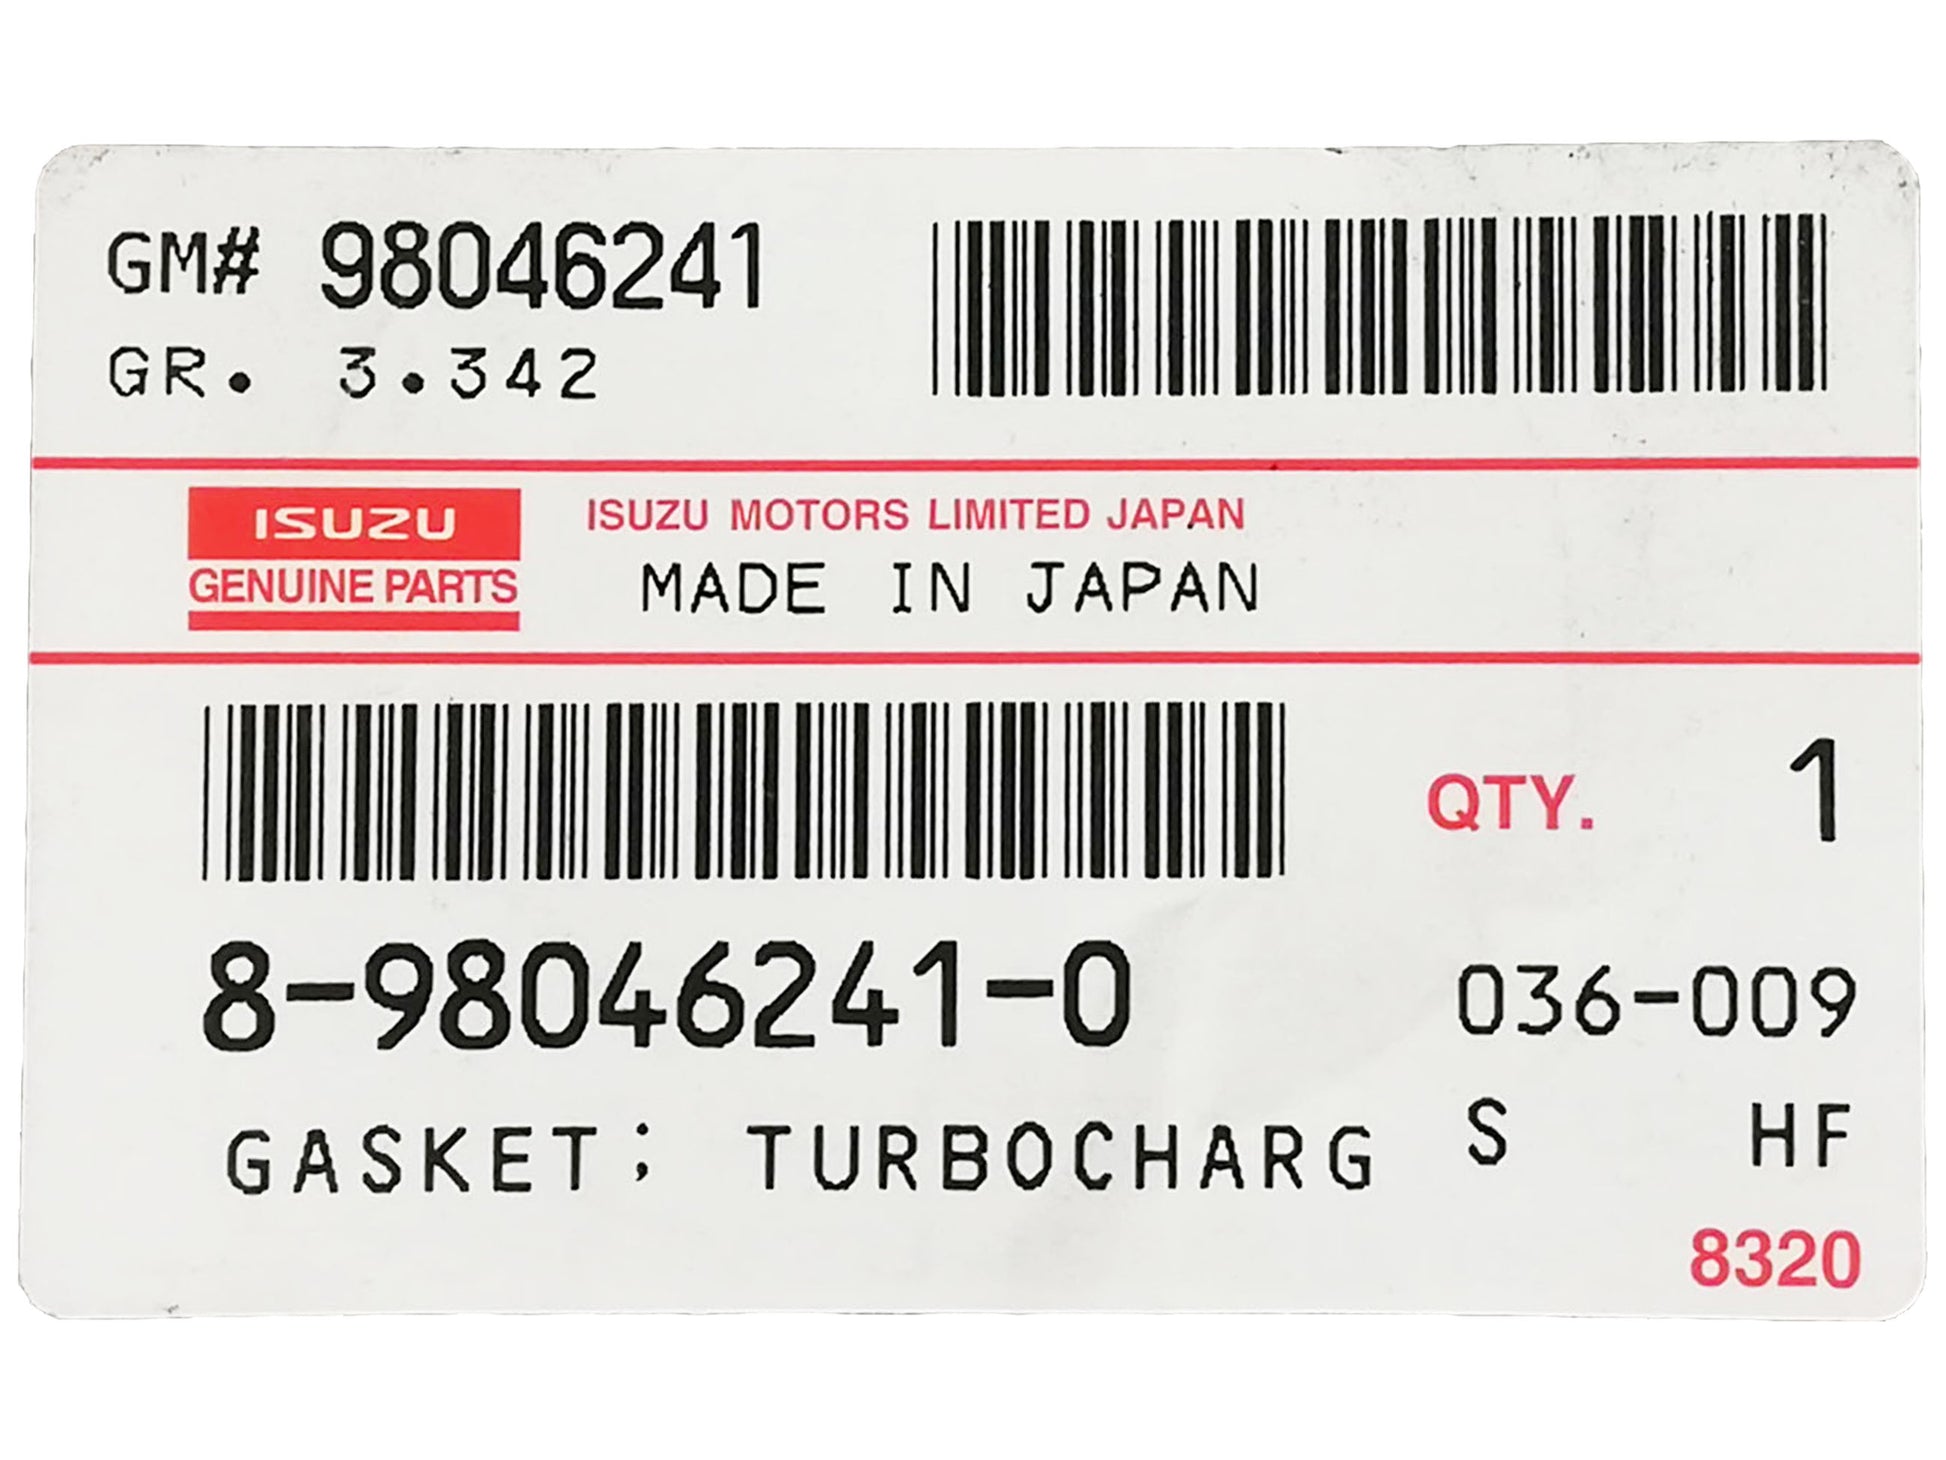 GM# 98046241
GR. 3.342
ISUZU
GENUINE PARTS
ISUZU MOTORS LIMITED JAPAN
MADE IN JAPAN
QTY. 1
8-98046241-0
036-009
GASKET; TURBOCHARG
S HF
8320